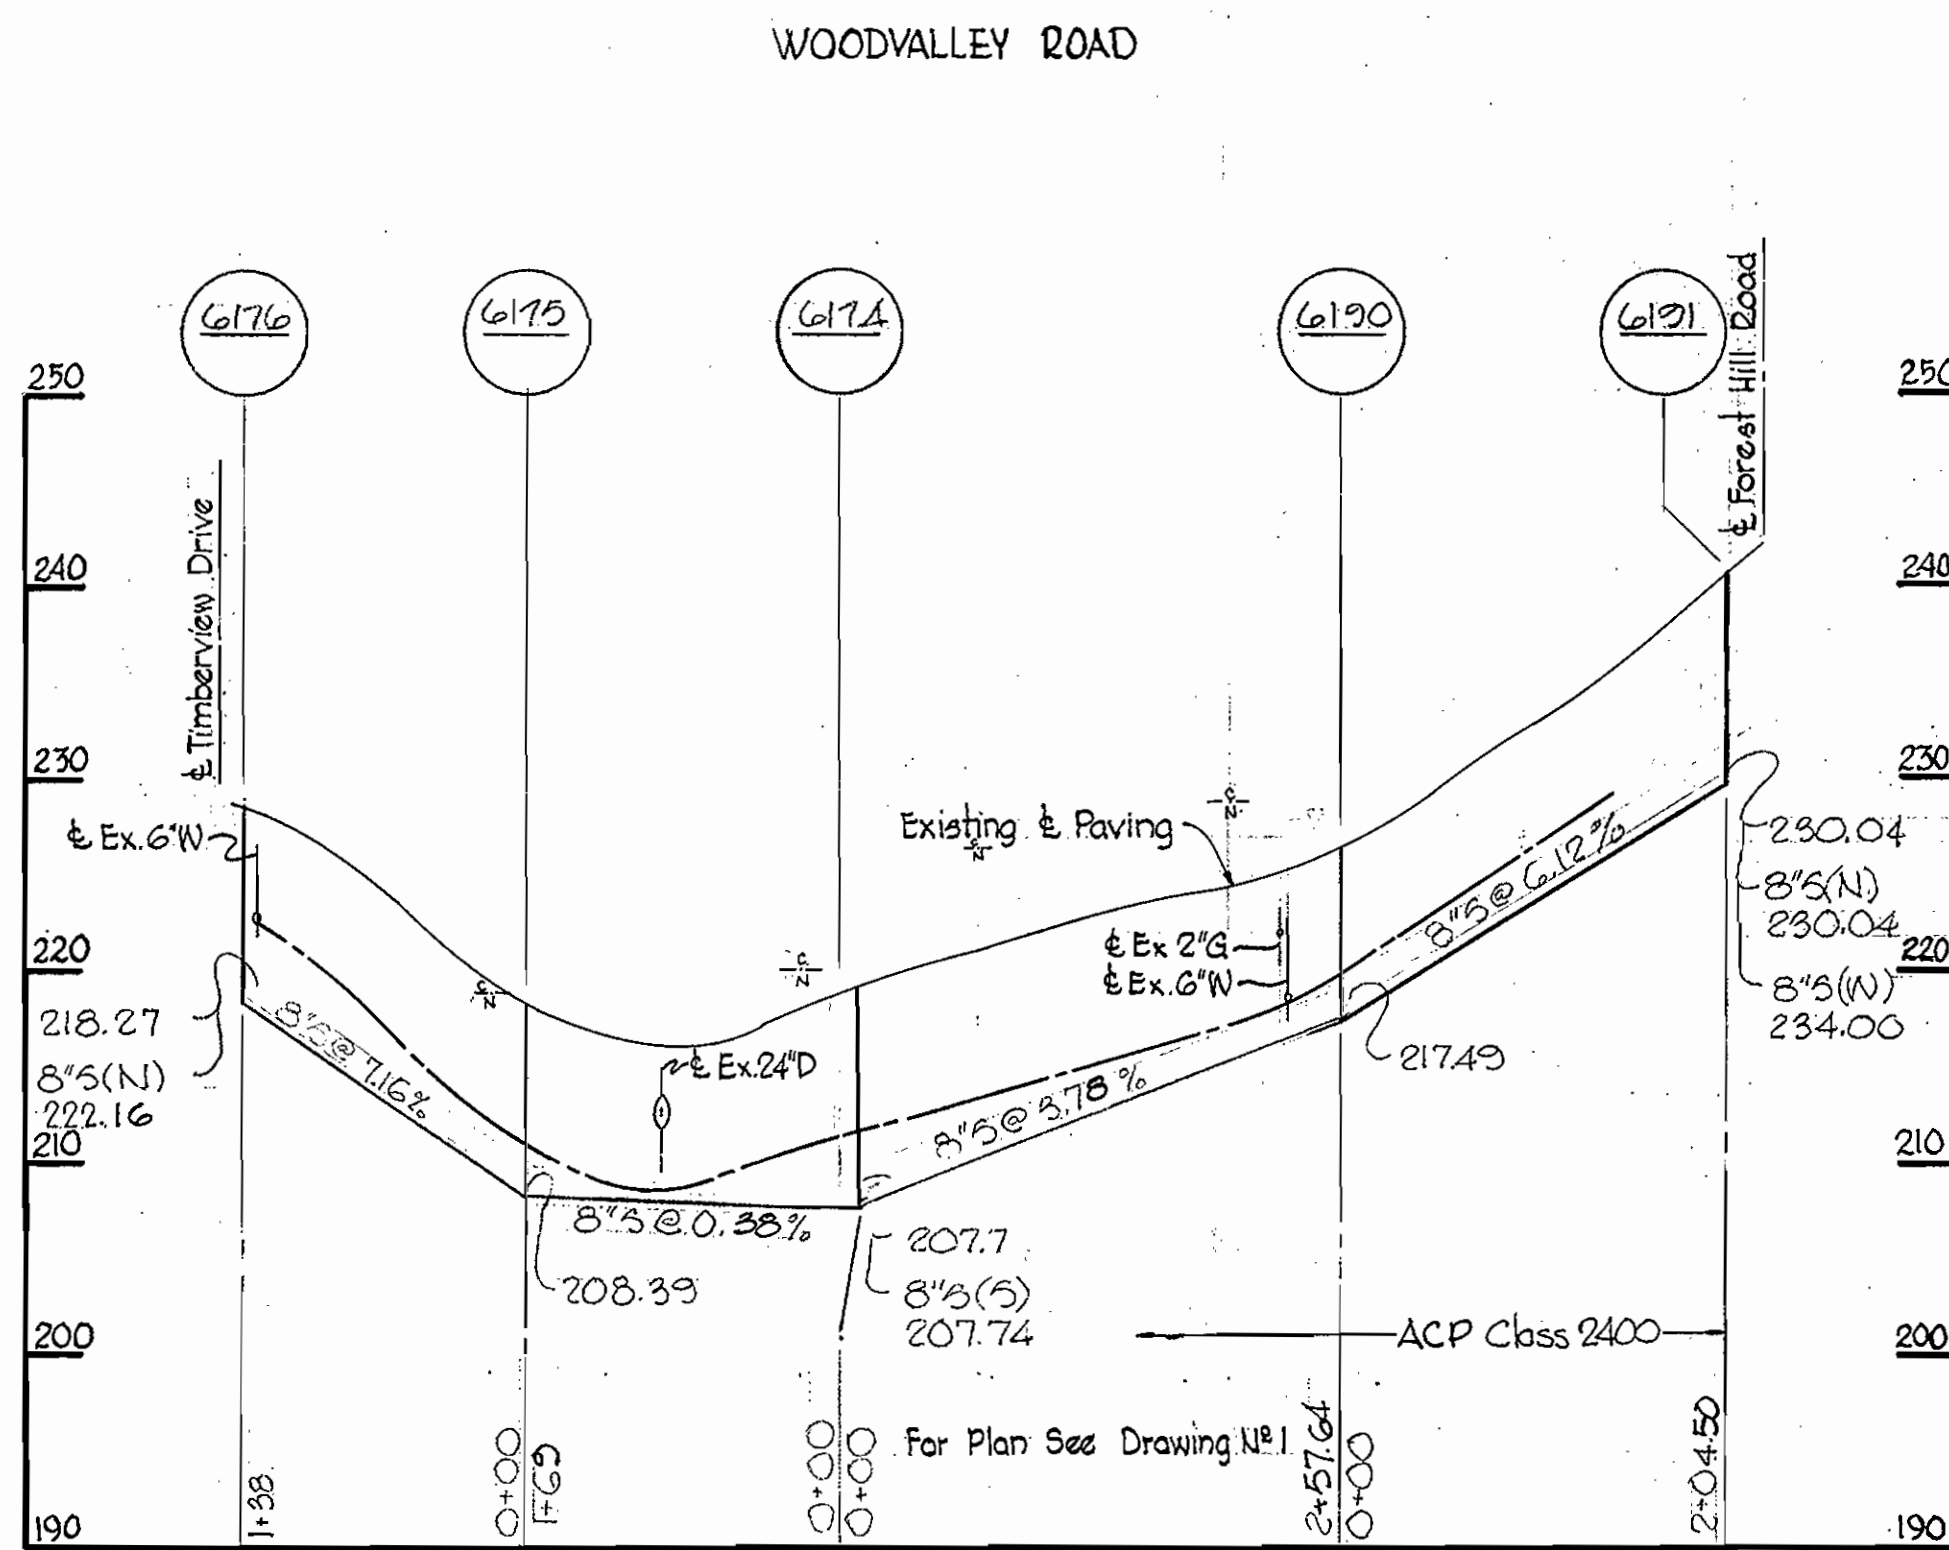 WOODVALLEY ROAD
6176
6175
6174
6190
6191
℄ Forest Hill Road
℄ Timberview Drive
250
250
240
240
230
230
220
220
210
210
200
200
190
190
℄ Ex. 6"W
218.27
8"S(N)
222.16
8"S@ 7.16%
8"S@ 0.38%
208.39
℄ Ex. 24"D
Existing ℄ Paving
℄ Ex 2"G
℄ Ex. 6"W
8"S@ 3.78 %
8"S@ 6.12%
217.49
207.7
8"S(S)
207.74
230.04
8"S(N)
230.04
8"S(W)
234.00
ACP Class 2400
For Plan See Drawing Nº 1
1+38
0+00
1+69
0+00
0+00
2+57.64
0+00
2+04.50